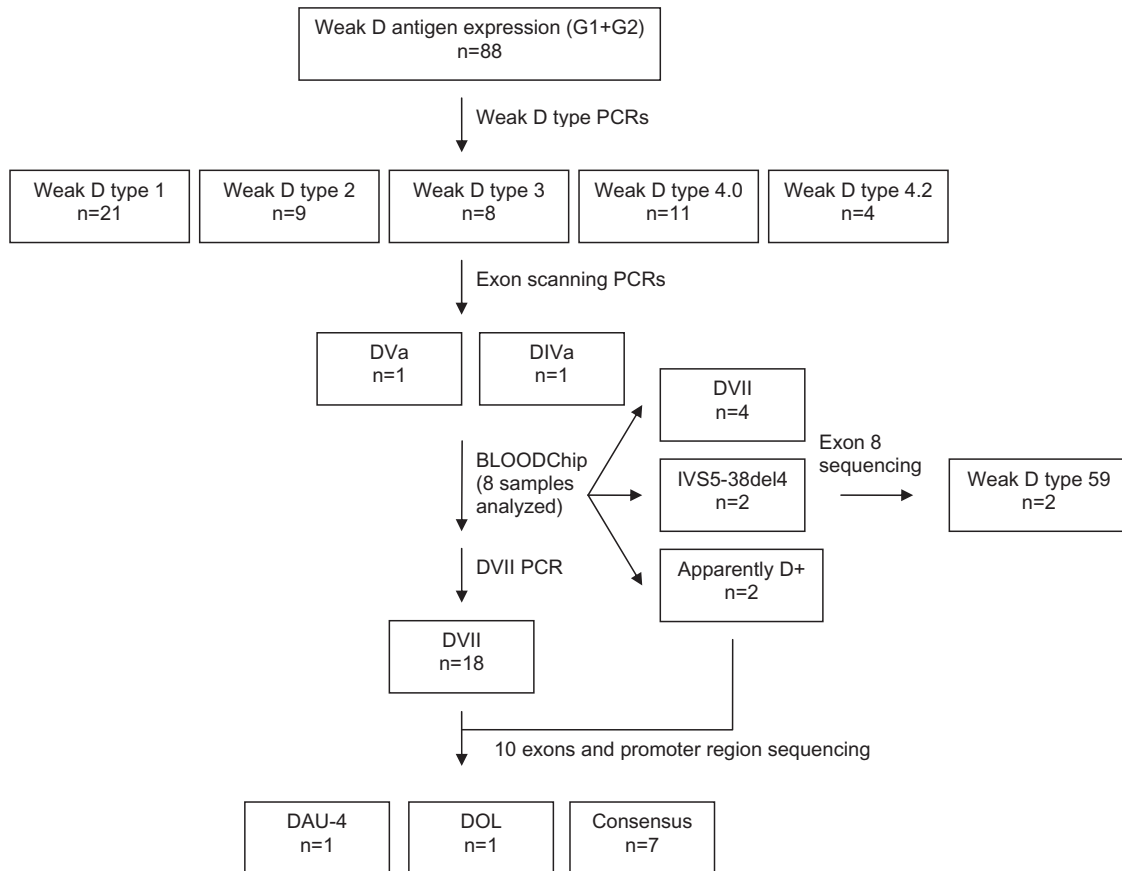 Weak D antigen expression (G1+G2)
n=88
Weak D type PCRs
Weak D type 1
n=21
Weak D type 2
n=9
Weak D type 3
n=8
Weak D type 4.0
n=11
Weak D type 4.2
n=4
Exon scanning PCRs
DVa
n=1
DIVa
n=1
BLOODChip
(8 samples
analyzed)
DVII
n=4
IVS5-38del4
n=2
Apparently D+
n=2
Exon 8
sequencing
Weak D type 59
n=2
DVII PCR
DVII
n=18
10 exons and promoter region sequencing
DAU-4
n=1
DOL
n=1
Consensus
n=7